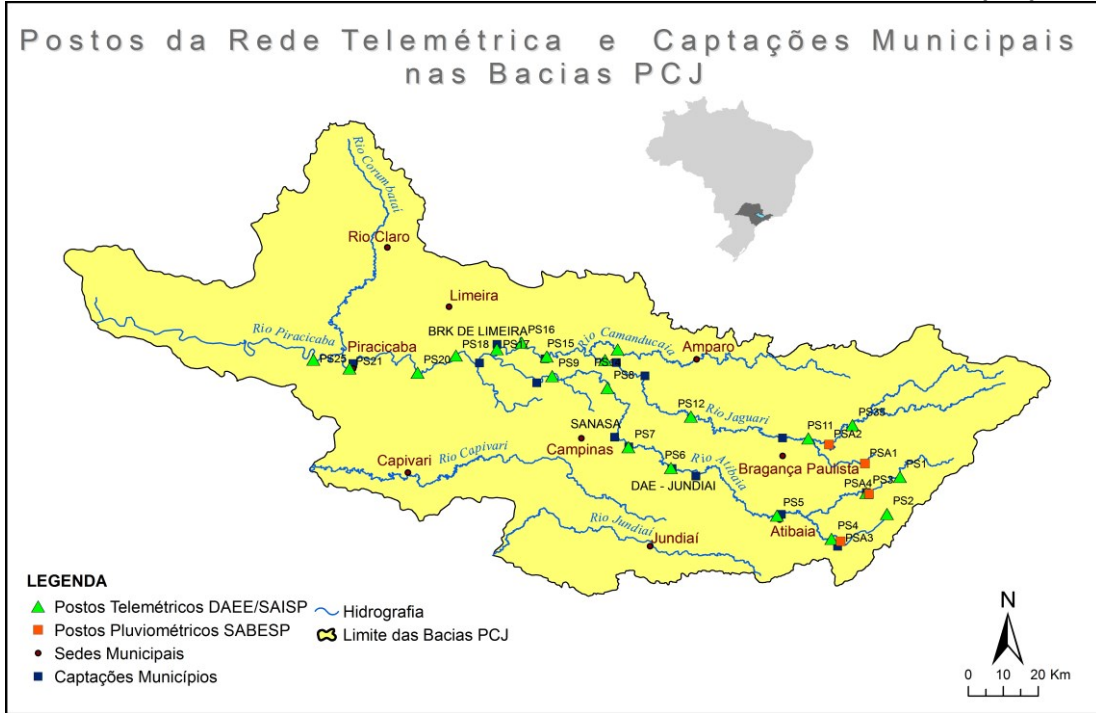 Postos da Rede Telemétrica e Captações Municipais
nas Bacias PCJ
Rio Corumbataí
Rio Claro
Limeira
Rio Piracicaba
Piracicaba
BRK DE LIMEIRA
PS16
PS18
PS17
PS15
Rio Camanducaia
Amparo
PS25
PS21
PS20
PS9
PS8
PS12
Rio Jaguari
PS11
PSA2
SANASA
PS7
Campinas
PS6
Rio Atibaia
Bragança Paulista
PSA1
PS1
Capivari
Rio Capivari
DAE - JUNDIAI
PSA4
PS3
PS2
PS5
Atibaia
PS4
PSA3
Rio Jundiaí
Jundiaí
LEGENDA
Postos Telemétricos DAEE/SAISP
Hidrografia
Postos Pluviométricos SABESP
Limite das Bacias PCJ
Sedes Municipais
Captações Municípios
N
0 10 20 Km